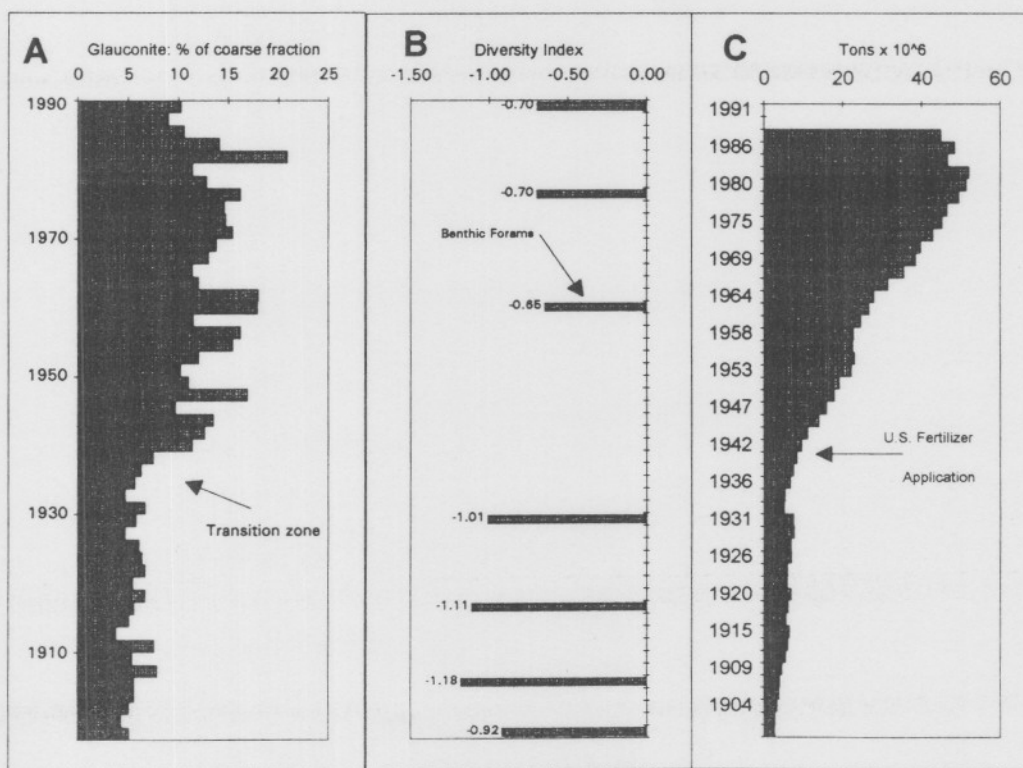 A
Glauconite: % of coarse fraction
0 5 10 15 20 25
1990
1970
1950
1930
1910
Transition zone
B
Diversity Index
-1.50 -1.00 -0.50 0.000
-0.70
-0.70
Benthic Forams
-0.65
-1.01
-1.11
-1.18
-0.92
C
Tons x 10^6
0 20 40 60
1991
1986
1980
1975
1969
1964
1958
1953
1947
1942
1936
1931
1926
1920
1915
1909
1904
U.S. Fertilizer
Application